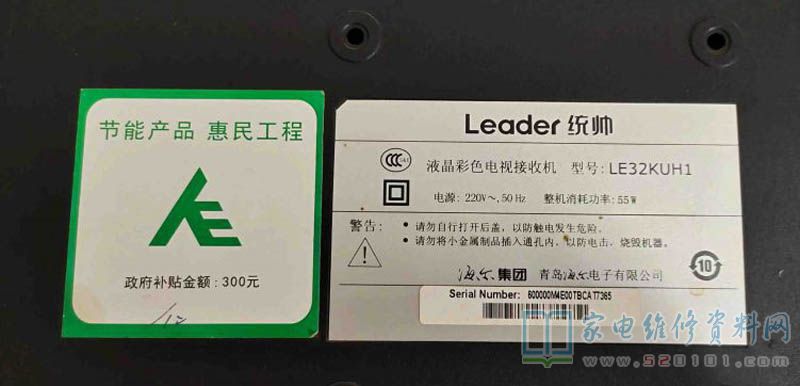 节能产品 惠民工程
政府补贴金额：300元
Leader 统帅
液晶彩色电视接收机 型号：LE32KUH1
电源：220V~,50Hz 整机消耗功率：55W
警告：
● 请勿自行打开后盖，以防触电发生危险。
● 请勿将小金属制品插入通孔内，以防电击，烧毁机器。
10
海尔集团 青岛海尔电子有限公司
Serial Number: 600000M4E00TBCAT7365
家电维修资料网
www.520101.com